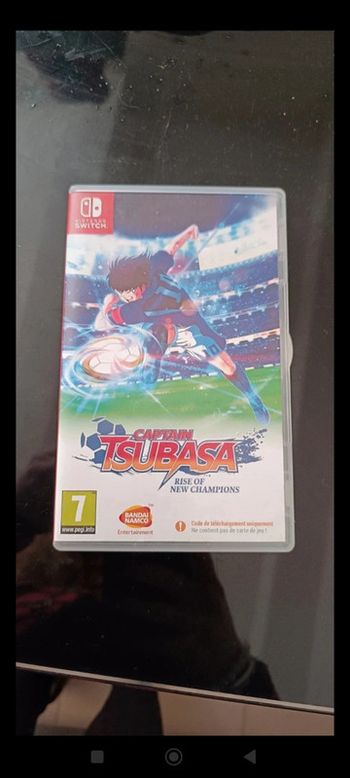 NINTENDO
SWITCH
CAPTAIN
TSUBASA
RISE OF
NEW CHAMPIONS
7
www.pegi.info
BANDAI
NAMCO
Entertainment
Code de téléchargement uniquement
Ne contient pas de carte de jeu !